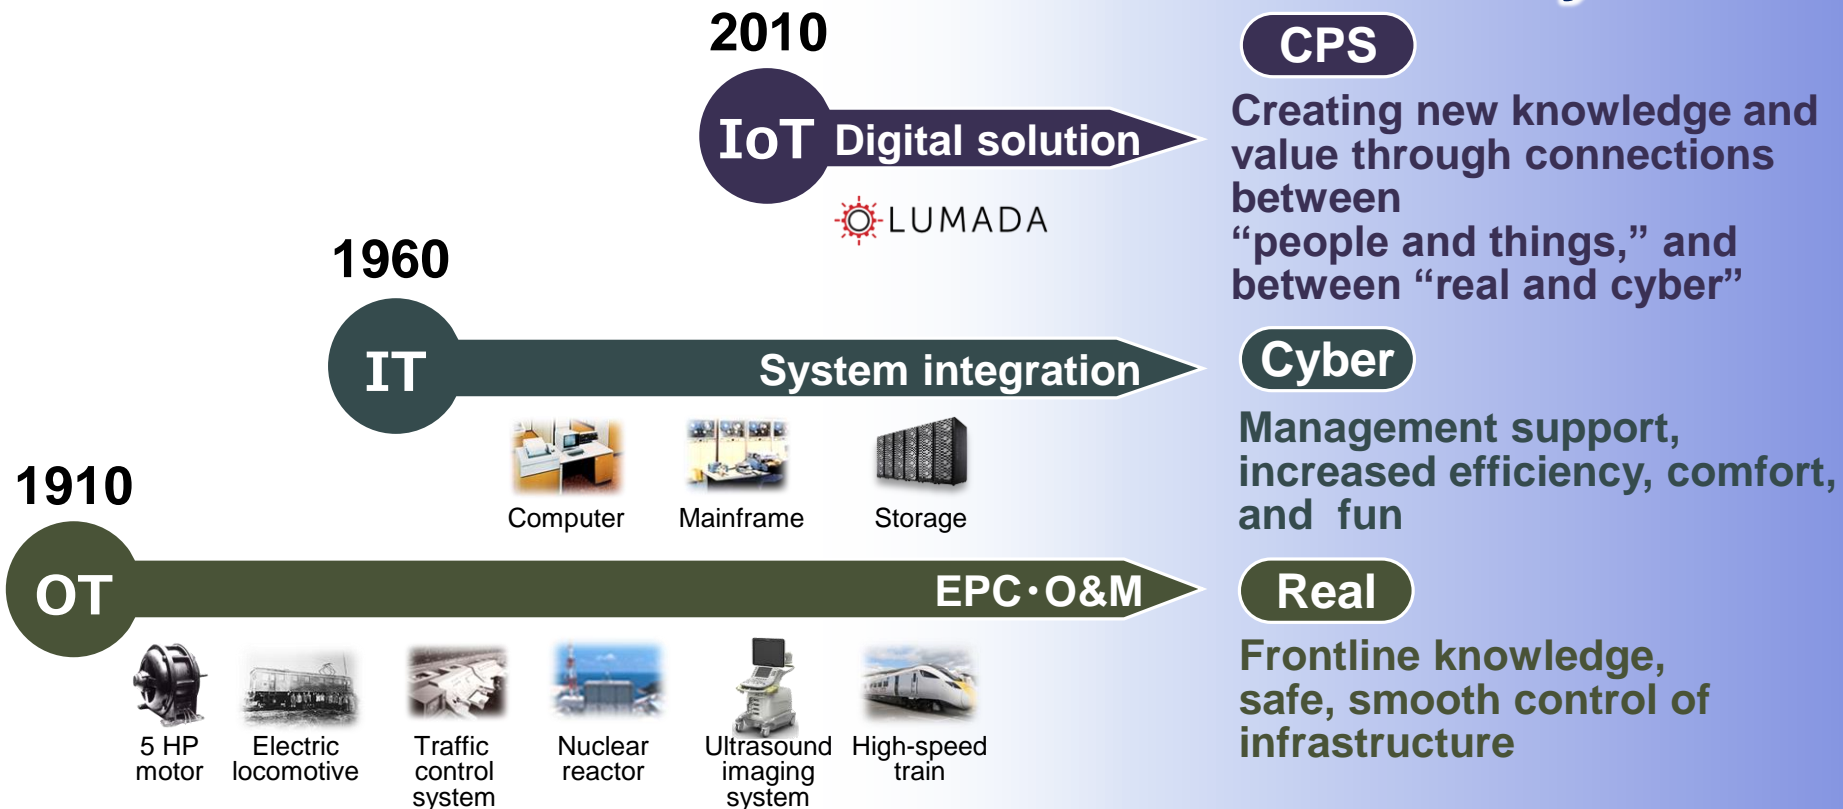 2010
CPS
IoT Digital solution
Creating new knowledge and
value through connections
between
“people and things,” and
between “real and cyber”
LUMADA
1960
IT
System integration
Cyber
Management support,
increased efficiency, comfort,
and fun
Computer
Mainframe
Storage
1910
OT
EPC・O&M
Real
Frontline knowledge,
safe, smooth control of
infrastructure
5 HP
motor
Electric
locomotive
Traffic
control
system
Nuclear
reactor
Ultrasound
imaging
system
High-speed
train